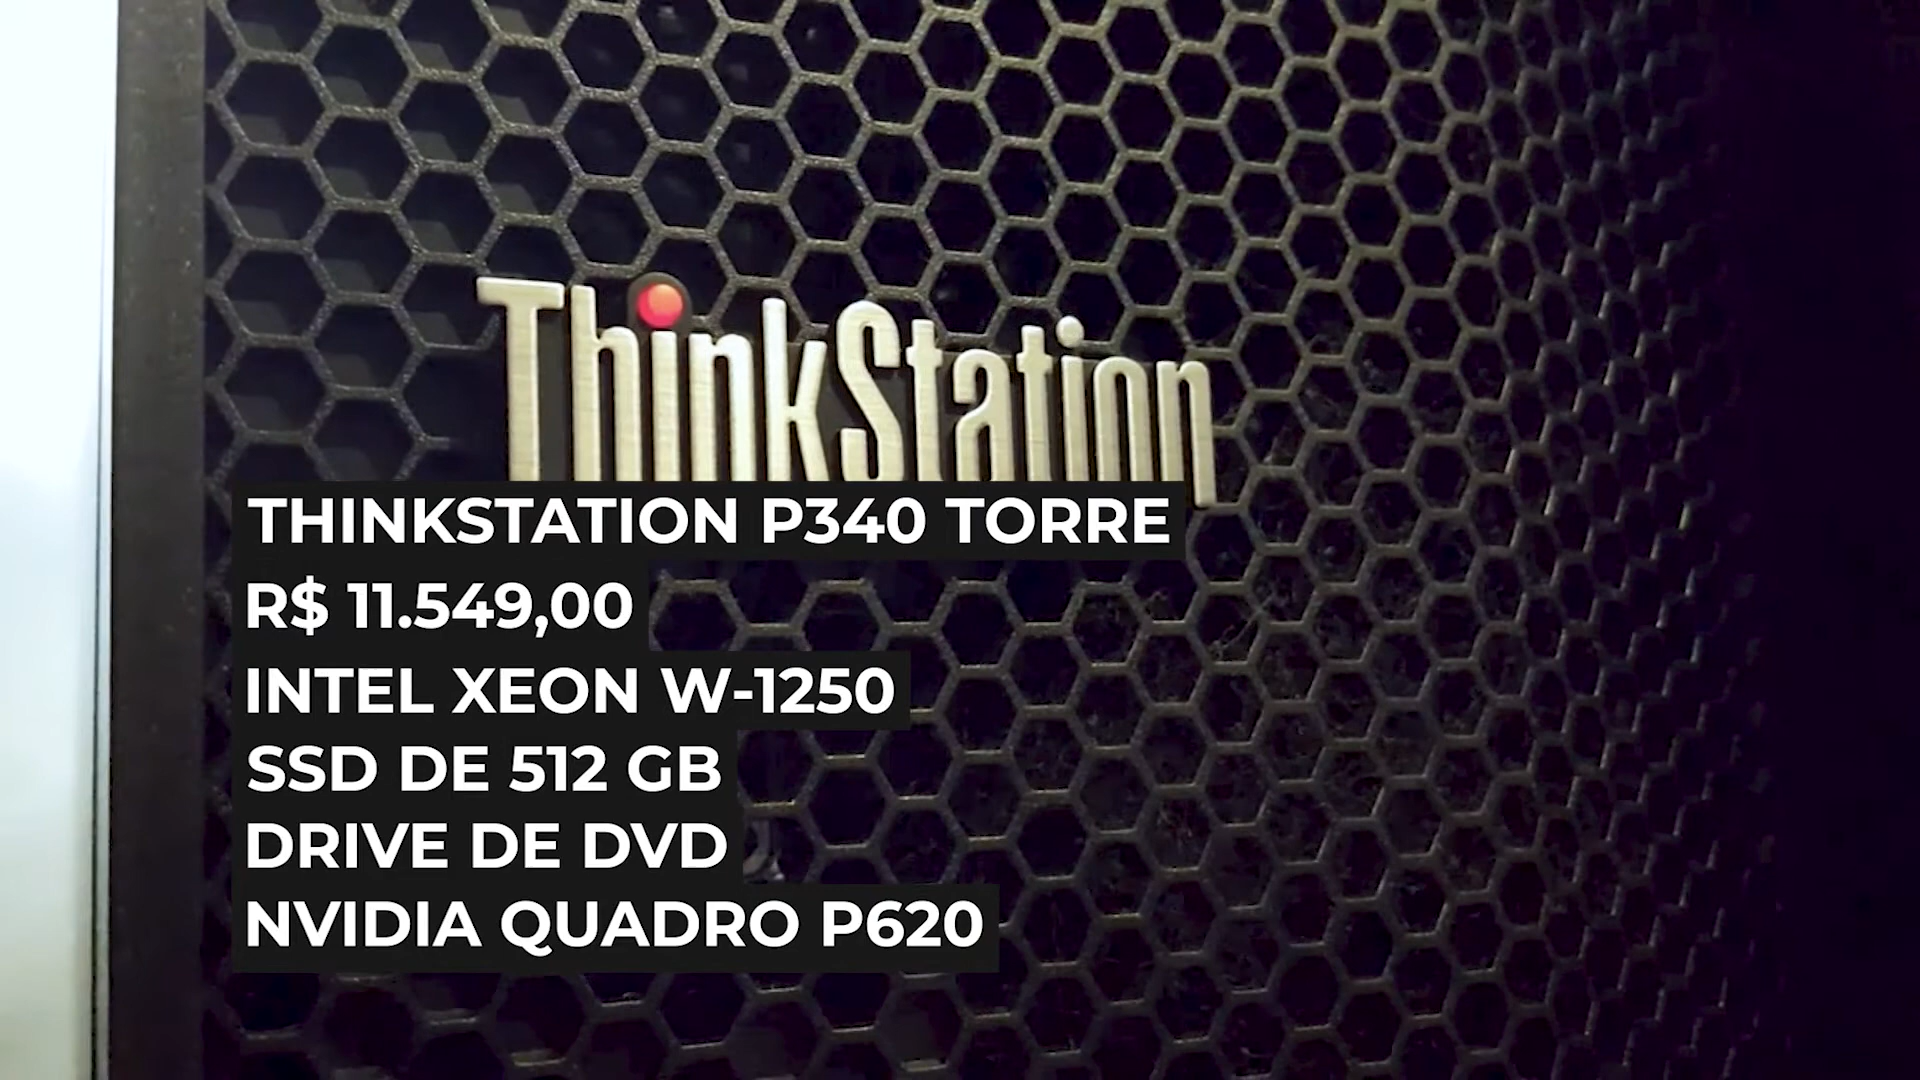 ThinkStation
THINKSTATION P340 TORRE
R$ 11.549,00
INTEL XEON W-1250
SSD DE 512 GB
DRIVE DE DVD
NVIDIA QUADRO P620